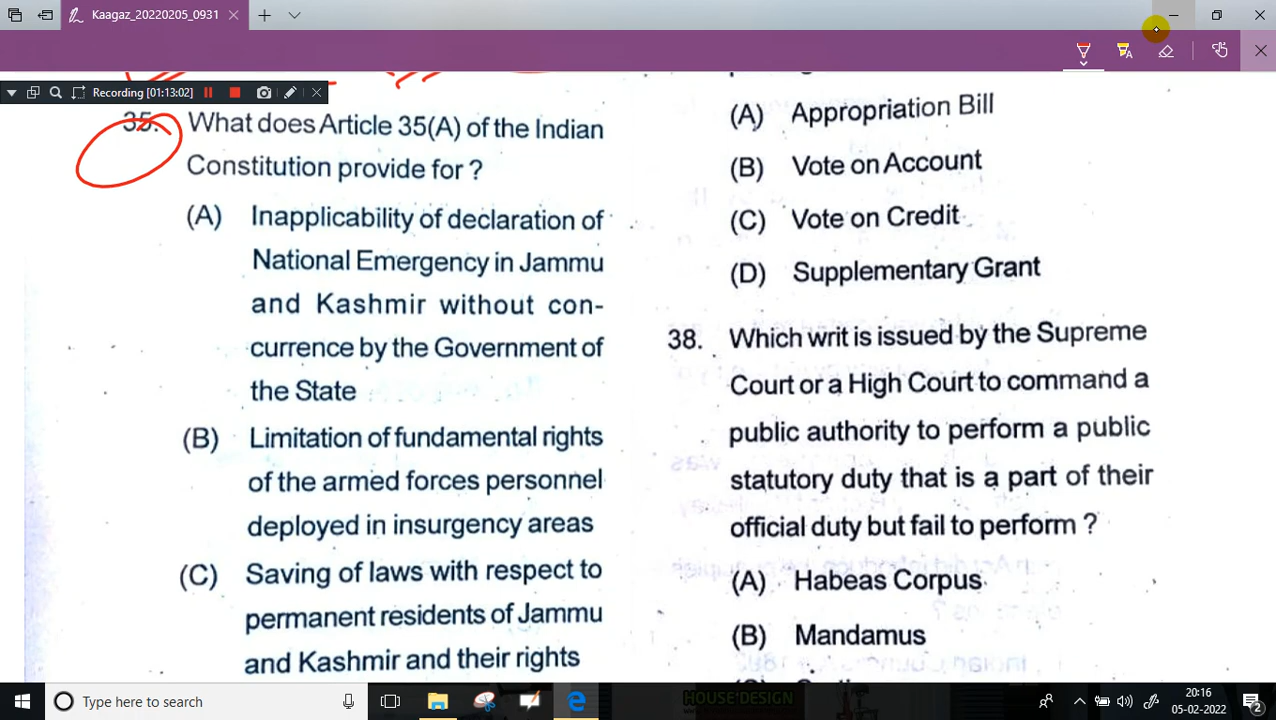 Kaagaz_20220205_0931
Recording [01:13:02]
35. What does Article 35(A) of the Indian
Constitution provide for ?
(A) Inapplicability of declaration of
National Emergency in Jammu
and Kashmir without con-
currence by the Government of
the State
(B) Limitation of fundamental rights
of the armed forces personnel
deployed in insurgency areas
(C) Saving of laws with respect to
permanent residents of Jammu
and Kashmir and their rights
(A) Appropriation Bill
(B) Vote on Account
(C) Vote on Credit
(D) Supplementary Grant
38. Which writ is issued by the Supreme
Court or a High Court to command a
public authority to perform a public
statutory duty that is a part of their
official duty but fail to perform ?
(A) Habeas Corpus
(B) Mandamus
Type here to search
HOUSE DESIGN
20:16
05-02-2022
2